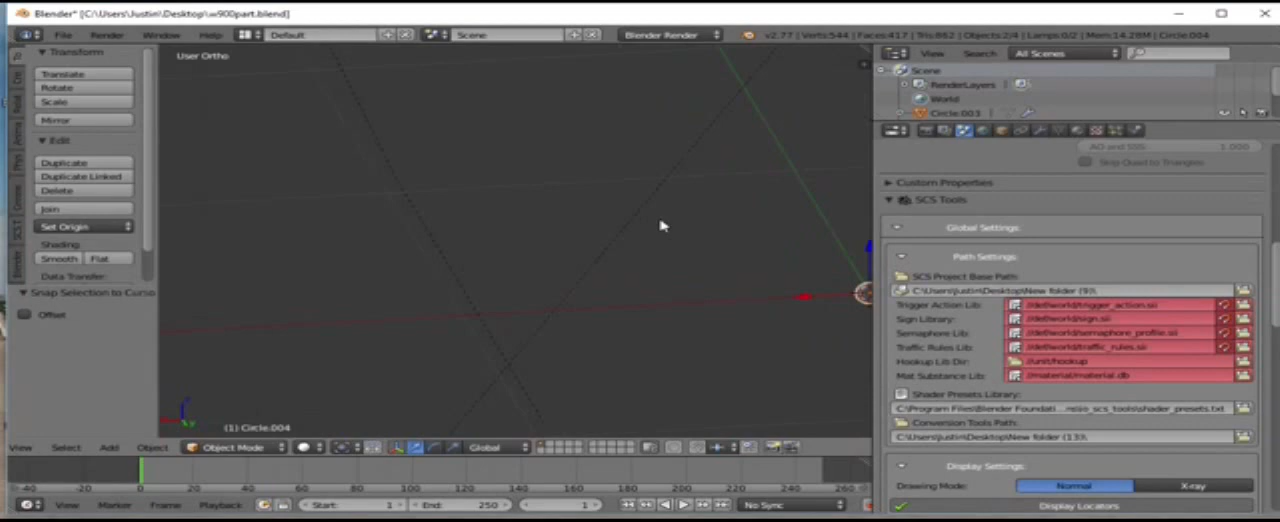 Blender* [C:\Users\Justin\Desktop\w900part.blend]
File Render Window Help Default Scene Blender Render v2.77 | Verts:544 | Faces:417 | Tris:862 | Objects:2/4 | Lamps:0/2 | Mem:14.28M | Circle.004
Transform
Translate
Rotate
Scale
Mirror
Edit
Duplicate
Duplicate Linked
Delete
Join
Set Origin
Shading:
Smooth Flat
Data Transfer:
Snap Selection to Curso
Offset
User Ortho
(1) Circle.004
View Select Add Object Object Mode Global
-40 -20 0 20 40 60 80 100 120 140 160 180 200 220 240 260
View Marker Frame Playback Start: 1 End: 250 1 No Sync
View Search All Scenes
Scene
RenderLayers
World
Circle.003
AO and SSS: 1.000
Skip Quad to Triangles
Custom Properties
SCS Tools
Global Settings:
Path Settings:
SCS Project Base Path:
C:\Users\Justin\Desktop\New folder (9)\
Trigger Action Lib: //def/world/trigger_action.sii
Sign Library: //def/world/sign.sii
Semaphore Lib: //def/world/semaphore_profile.sii
Traffic Rules Lib: //def/world/traffic_rules.sii
Hookup Lib Dir: //unit/hookup
Mat Substance Lib: //material/material.db
Shader Presets Library:
C:\Program Files\Blender Foundati...ns\io_scs_tools\shader_presets.txt
Conversion Tools Path:
C:\Users\Justin\Desktop\New folder (13)\
Display Settings:
Drawing Mode: Normal X-ray
Display Locators